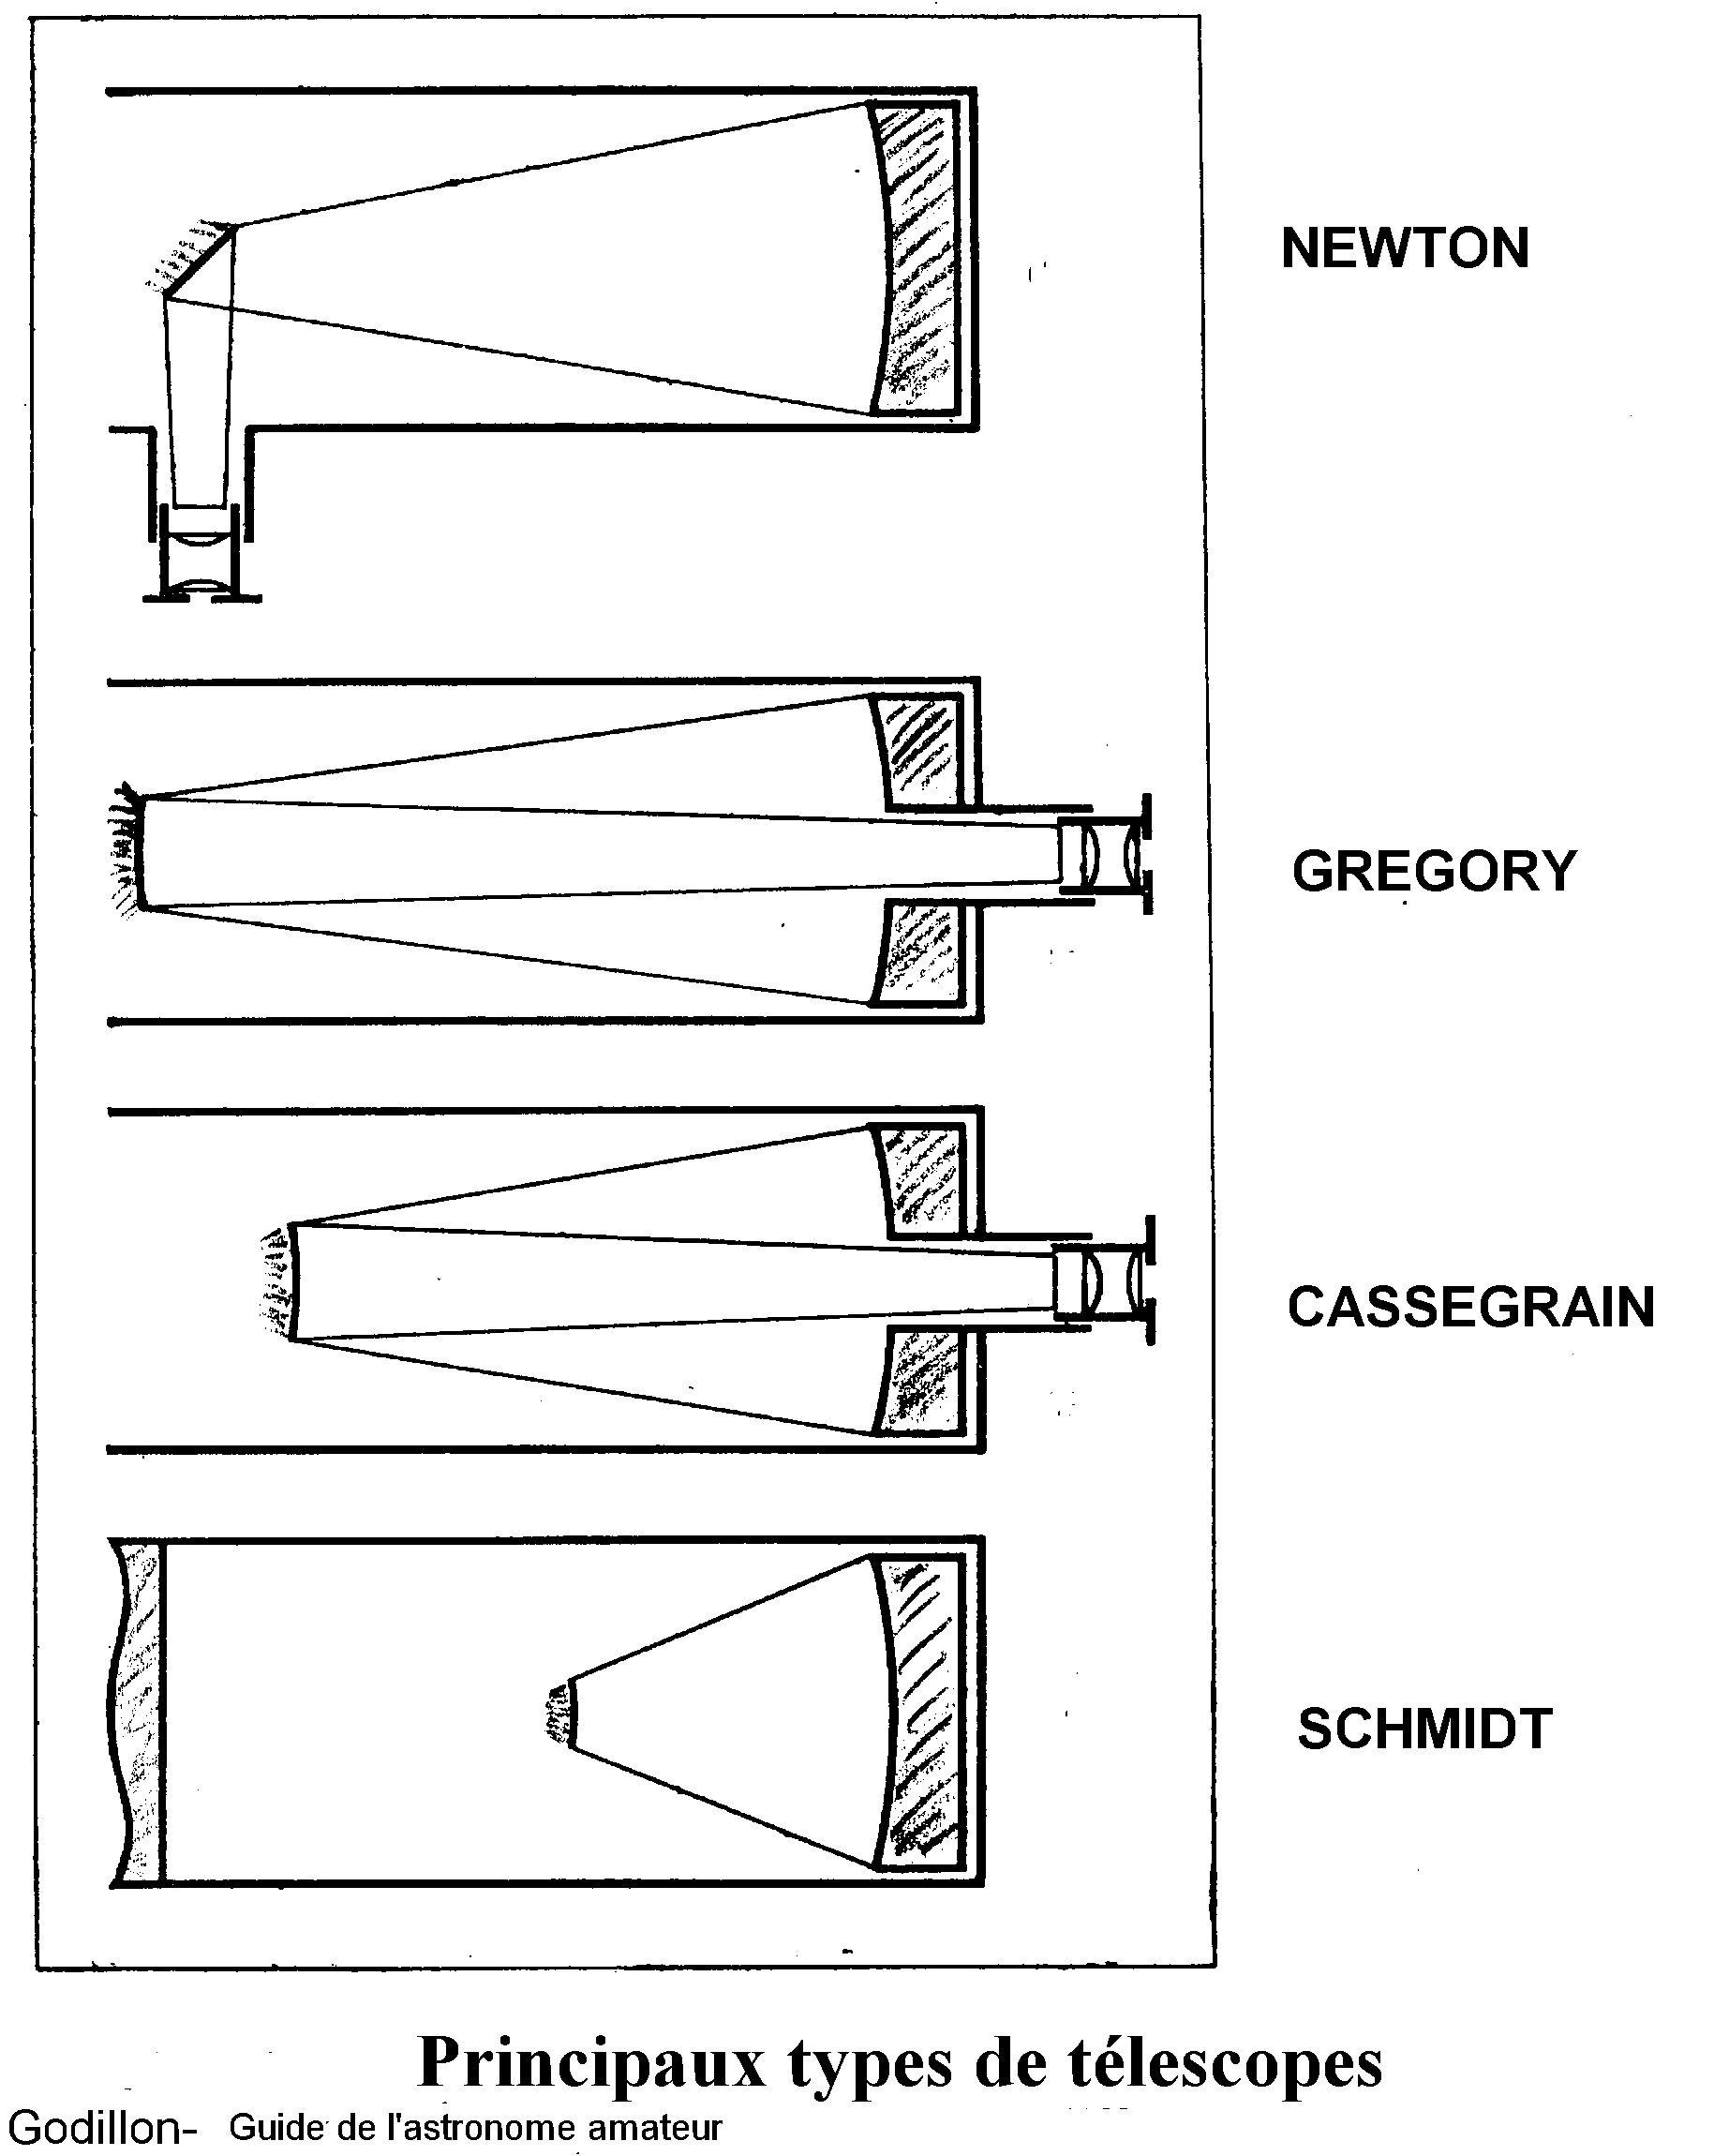 NEWTON
GREGORY
CASSEGRAIN
SCHMIDT
Principaux types de télescopes
Godillon- Guide de l'astronome amateur